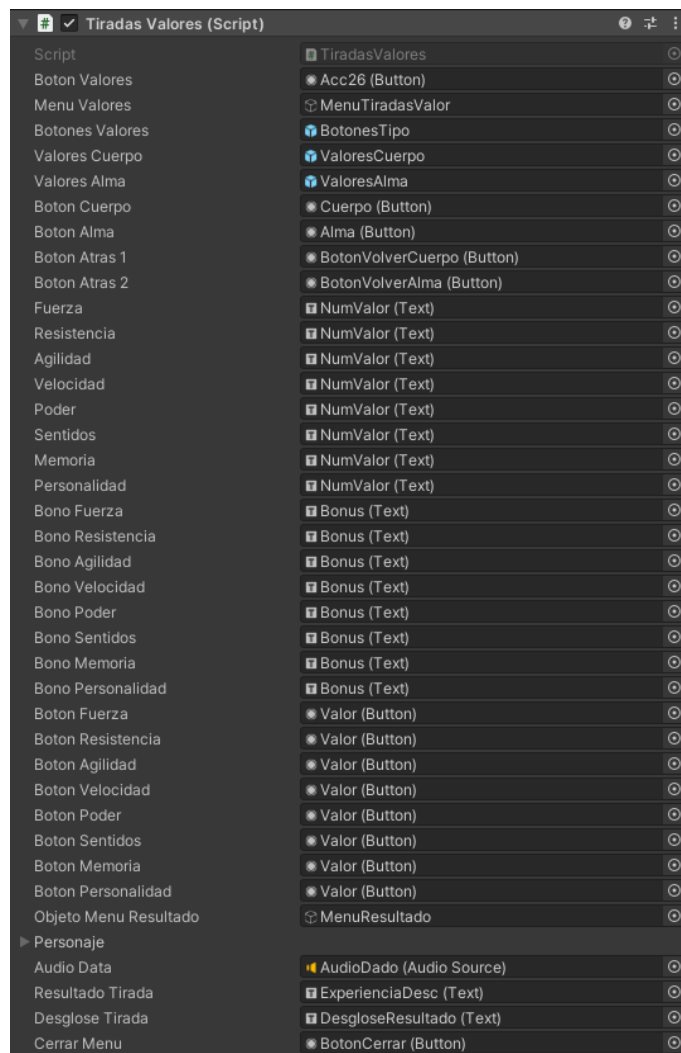 Tiradas Valores (Script)
Script TiradasValores
Boton Valores Acc26 (Button)
Menu Valores MenuTiradasValor
Botones Valores BotonesTipo
Valores Cuerpo ValoresCuerpo
Valores Alma ValoresAlma
Boton Cuerpo Cuerpo (Button)
Boton Alma Alma (Button)
Boton Atras 1 BotonVolverCuerpo (Button)
Boton Atras 2 BotonVolverAlma (Button)
Fuerza NumValor (Text)
Resistencia NumValor (Text)
Agilidad NumValor (Text)
Velocidad NumValor (Text)
Poder NumValor (Text)
Sentidos NumValor (Text)
Memoria NumValor (Text)
Personalidad NumValor (Text)
Bono Fuerza Bonus (Text)
Bono Resistencia Bonus (Text)
Bono Agilidad Bonus (Text)
Bono Velocidad Bonus (Text)
Bono Poder Bonus (Text)
Bono Sentidos Bonus (Text)
Bono Memoria Bonus (Text)
Bono Personalidad Bonus (Text)
Boton Fuerza Valor (Button)
Boton Resistencia Valor (Button)
Boton Agilidad Valor (Button)
Boton Velocidad Valor (Button)
Boton Poder Valor (Button)
Boton Sentidos Valor (Button)
Boton Memoria Valor (Button)
Boton Personalidad Valor (Button)
Objeto Menu Resultado MenuResultado
Personaje
Audio Data AudioDado (Audio Source)
Resultado Tirada ExperienciaDesc (Text)
Desglose Tirada DesgloseResultado (Text)
Cerrar Menu BotonCerrar (Button)